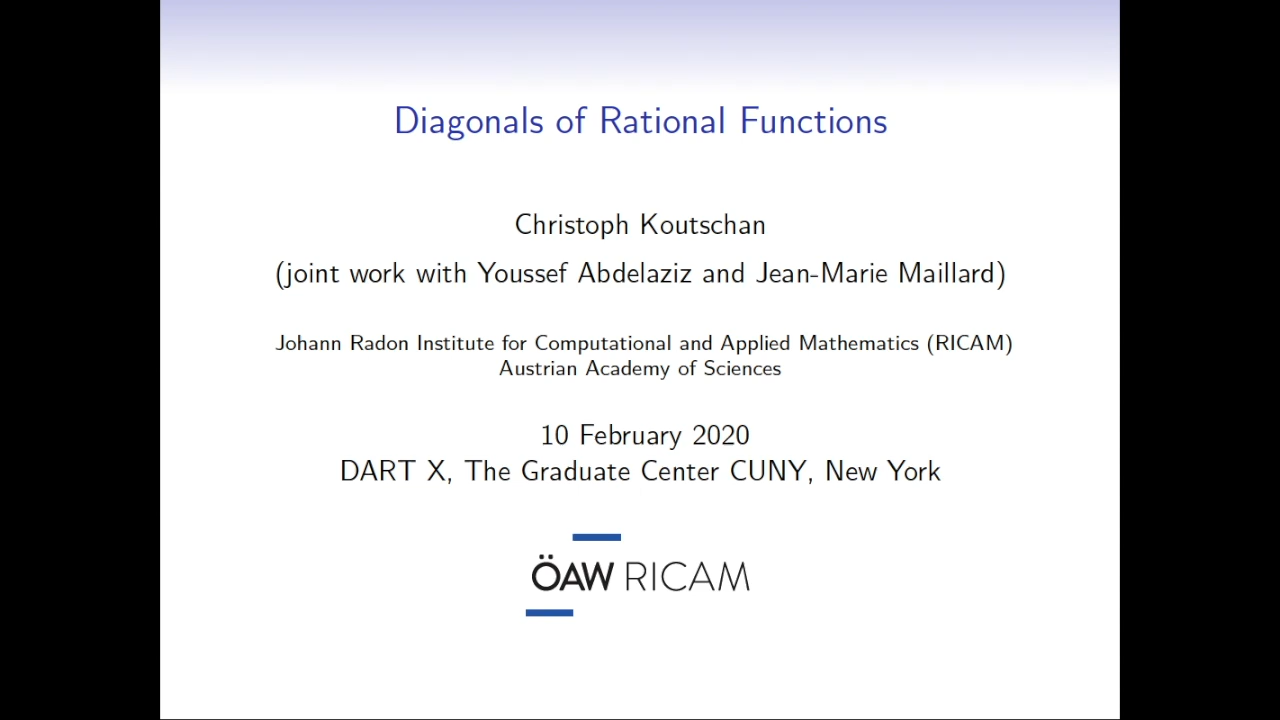 Diagonals of Rational Functions
Christoph Koutschan
(joint work with Youssef Abdelaziz and Jean-Marie Maillard)
Johann Radon Institute for Computational and Applied Mathematics (RICAM)
Austrian Academy of Sciences
10 February 2020
DART X, The Graduate Center CUNY, New York
ÖAW RICAM